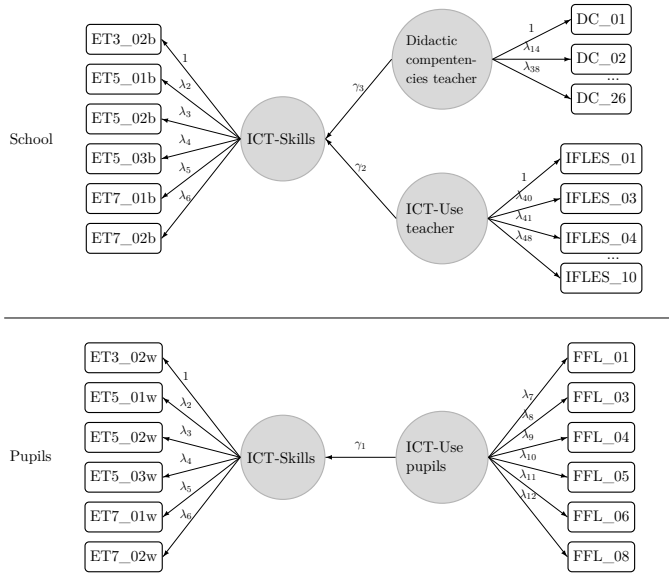 School
ET3_02b
ET5_01b
ET5_02b
ET5_03b
ET7_01b
ET7_02b
1
λ2
λ3
λ4
λ5
λ6
ICT-Skills
γ3
γ2
Didactic
compenten-
cies teacher
1
λ14
λ38
DC_01
DC_02
...
DC_26
ICT-Use
teacher
1
λ40
λ41
λ48
IFLES_01
IFLES_03
IFLES_04
...
IFLES_10
Pupils
ET3_02w
ET5_01w
ET5_02w
ET5_03w
ET7_01w
ET7_02w
1
λ2
λ3
λ4
λ5
λ6
ICT-Skills
γ1
ICT-Use
pupils
λ7
λ8
λ9
λ10
λ11
λ12
FFL_01
FFL_03
FFL_04
FFL_05
FFL_06
FFL_08